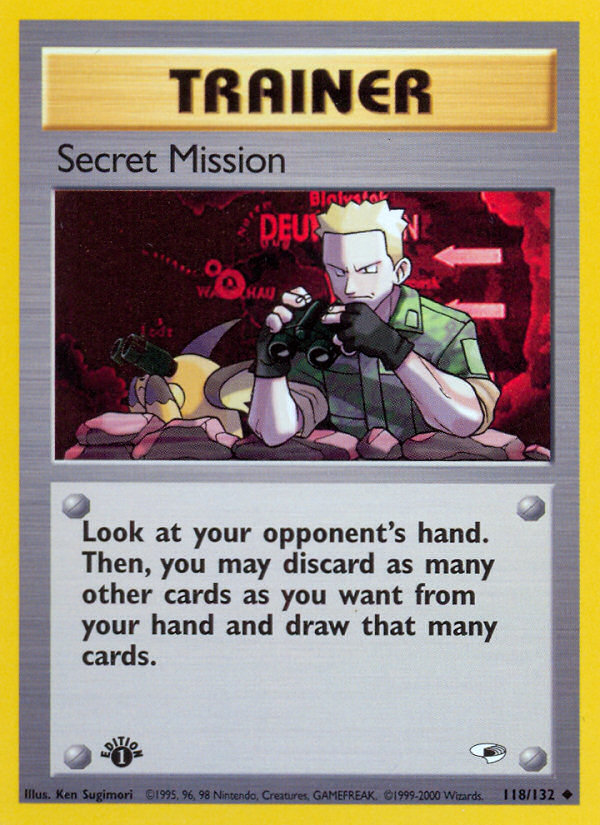 TRAINER
Secret Mission
DEU
Look at your opponent's hand.
Then, you may discard as many
other cards as you want from
your hand and draw that many
cards.
EDITION
1
Illus. Ken Sugimori ©1995, 96, 98 Nintendo, Creatures, GAMEFREAK. ©1999-2000 Wizards. 118/132